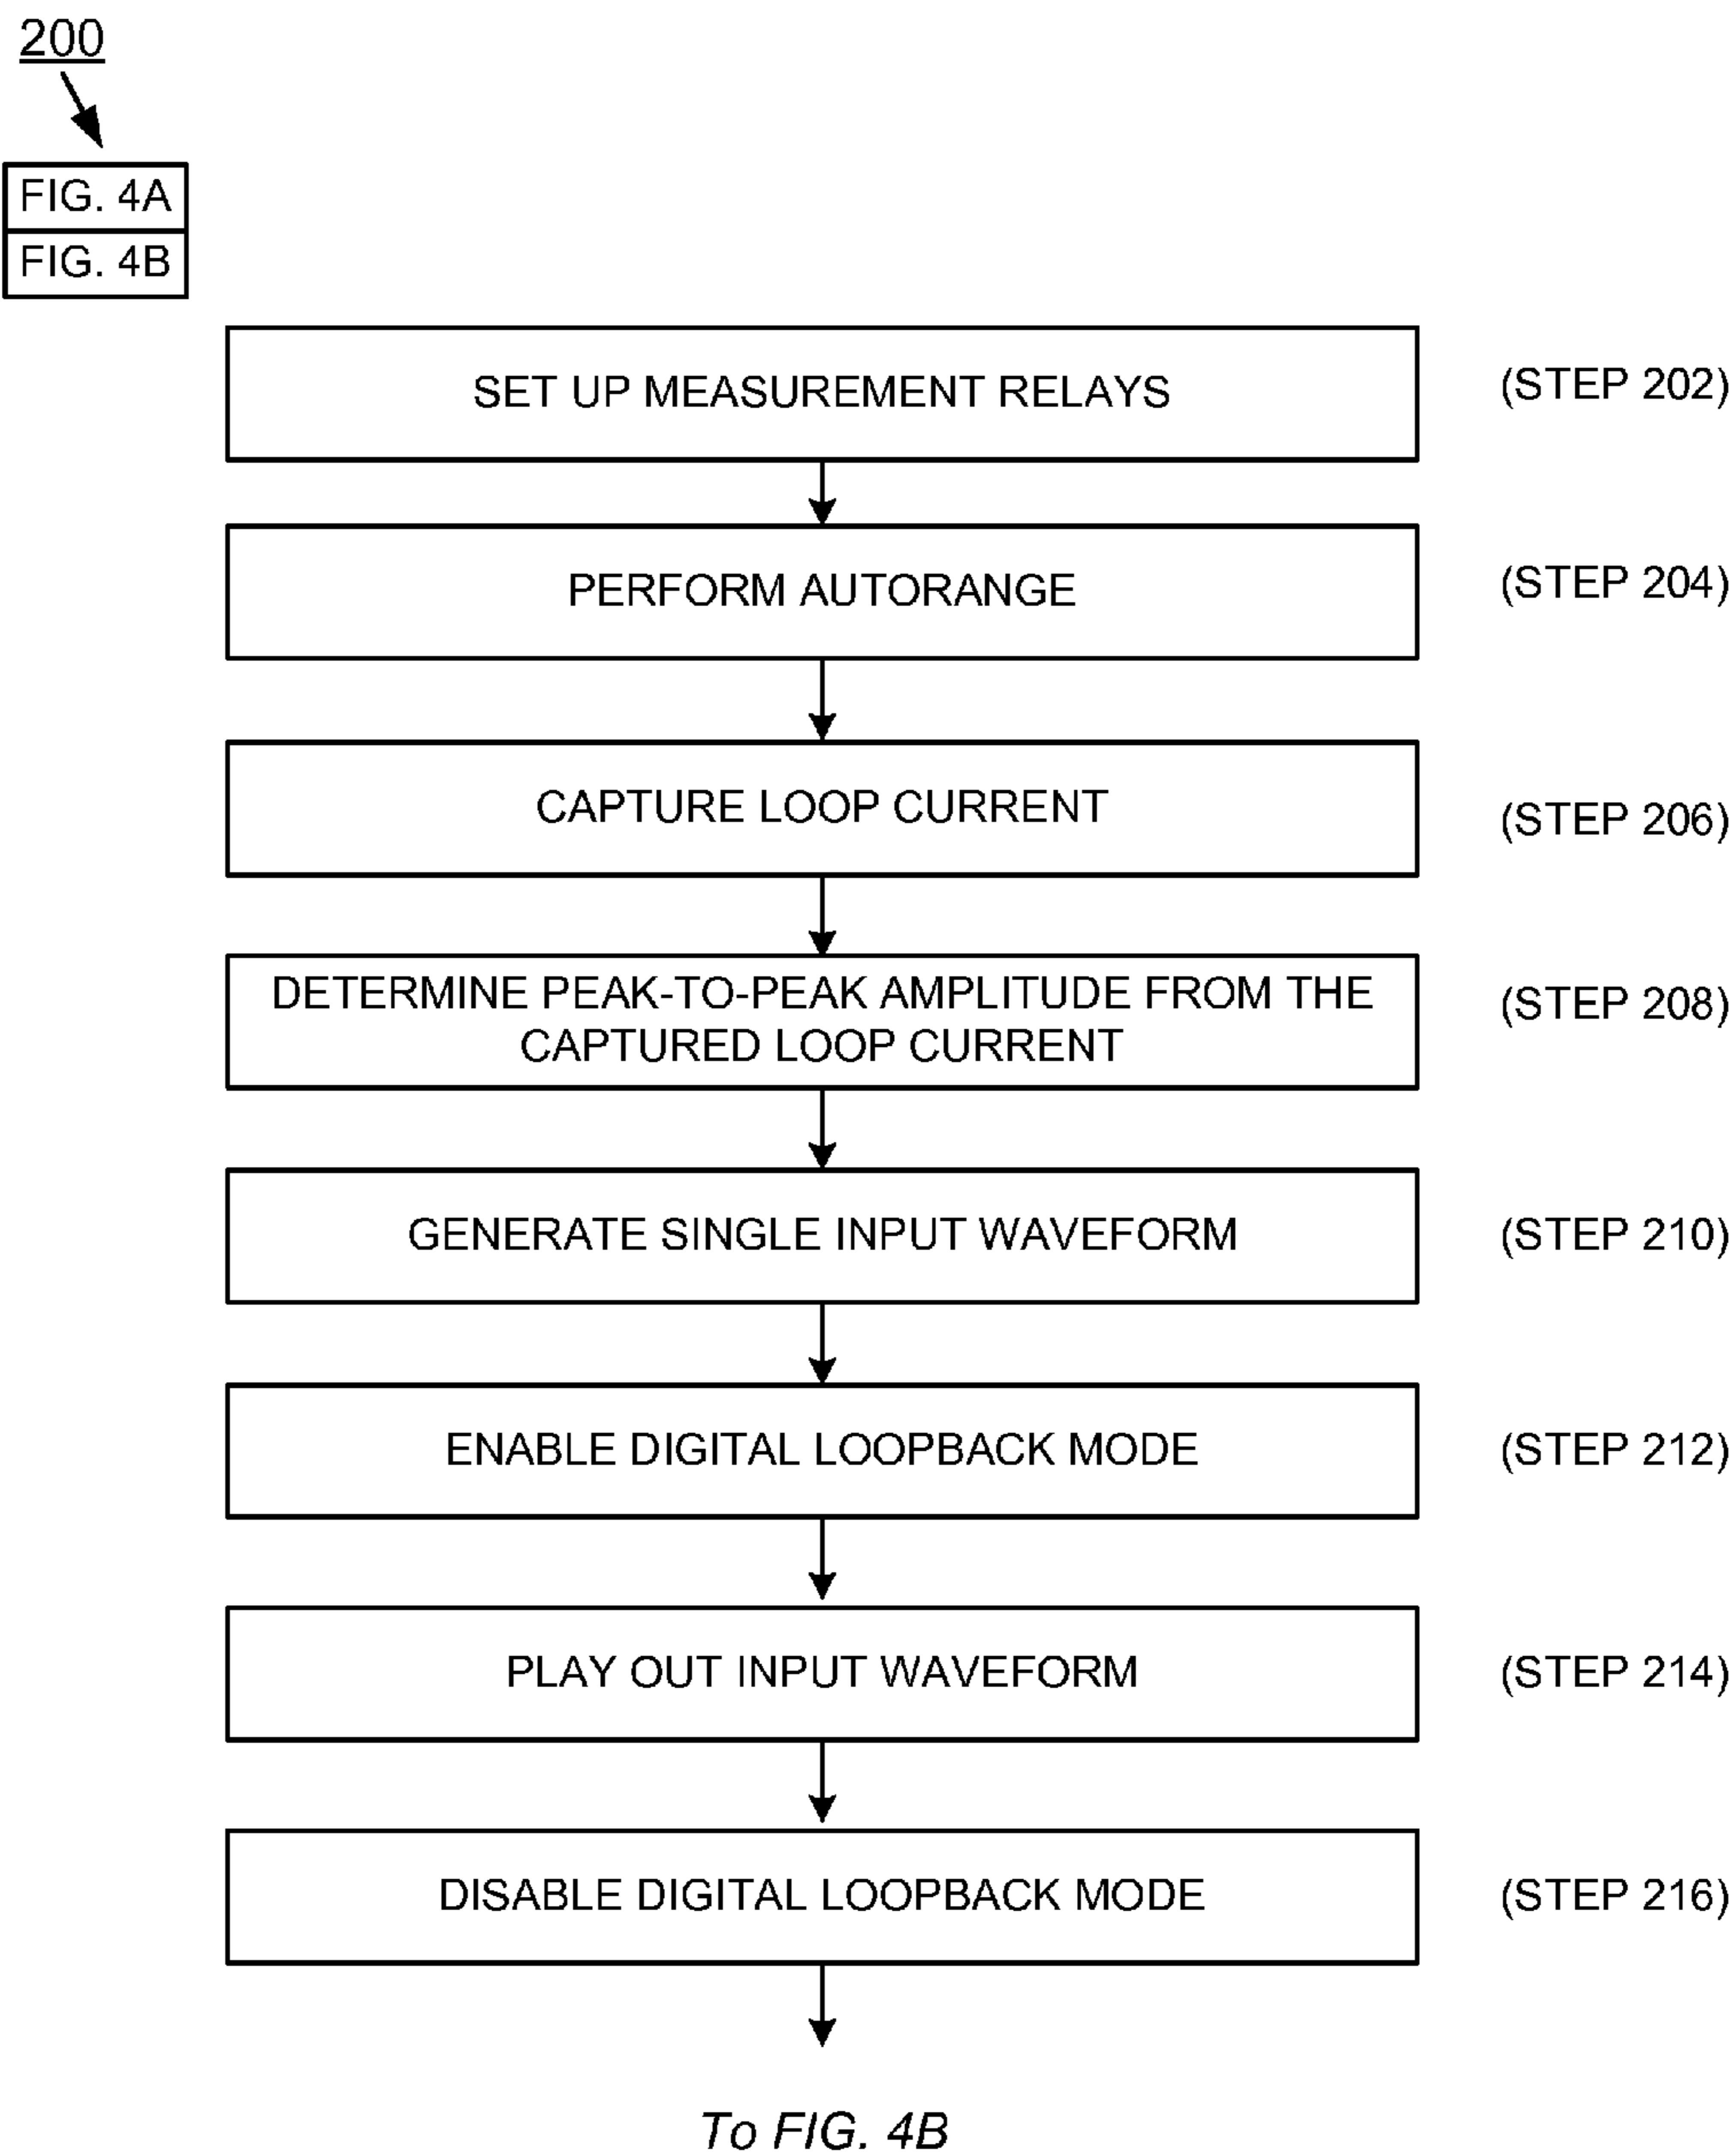 200
FIG. 4A
FIG. 4B
SET UP MEASUREMENT RELAYS
(STEP 202)
PERFORM AUTORANGE
(STEP 204)
CAPTURE LOOP CURRENT
(STEP 206)
DETERMINE PEAK-TO-PEAK AMPLITUDE FROM THE
CAPTURED LOOP CURRENT
(STEP 208)
GENERATE SINGLE INPUT WAVEFORM
(STEP 210)
ENABLE DIGITAL LOOPBACK MODE
(STEP 212)
PLAY OUT INPUT WAVEFORM
(STEP 214)
DISABLE DIGITAL LOOPBACK MODE
(STEP 216)
To FIG. 4B